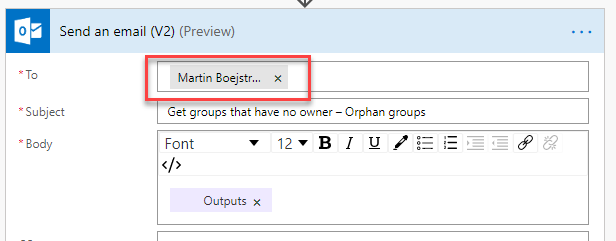 Send an email (V2) (Preview)
* To
Martin Boejstr... ×
* Subject
Get groups that have no owner – Orphan groups
* Body
Font 12 B I U
</>
Outputs ×